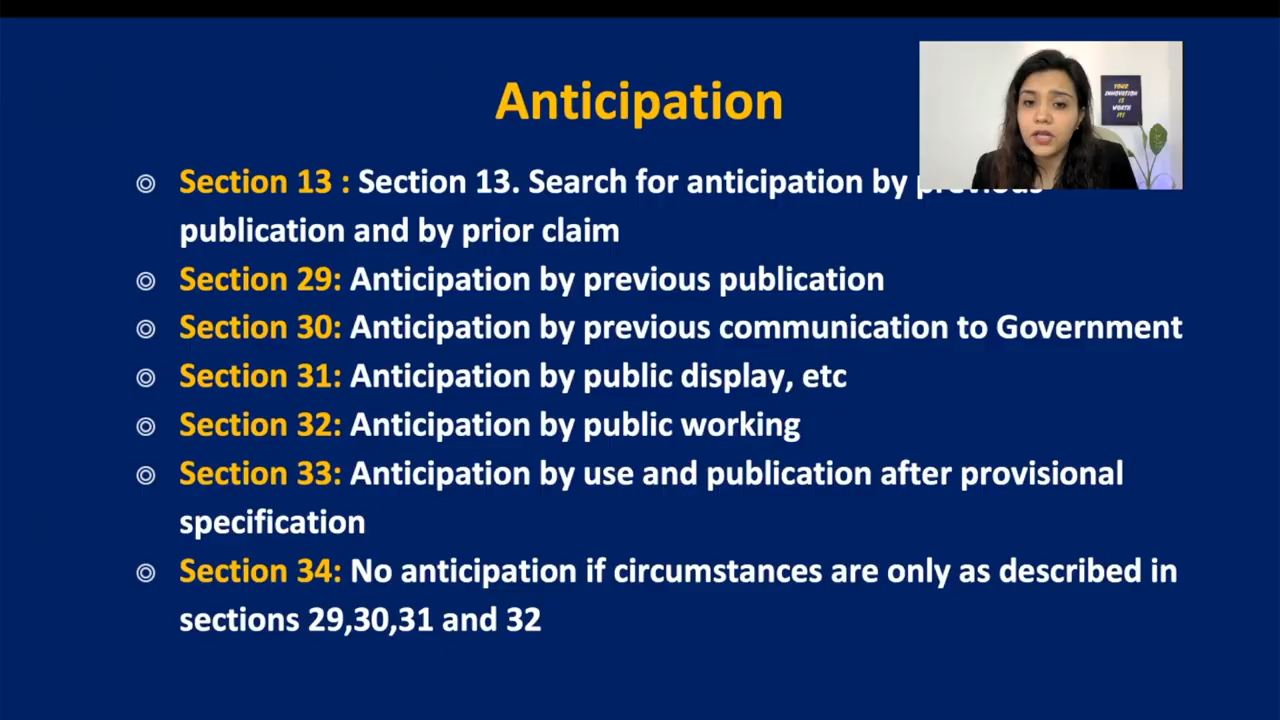 Anticipation
YOUR
INNOVATION
IS
WORTH
IT!
Section 13 : Section 13. Search for anticipation by previous
publication and by prior claim
Section 29: Anticipation by previous publication
Section 30: Anticipation by previous communication to Government
Section 31: Anticipation by public display, etc
Section 32: Anticipation by public working
Section 33: Anticipation by use and publication after provisional
specification
Section 34: No anticipation if circumstances are only as described in
sections 29,30,31 and 32